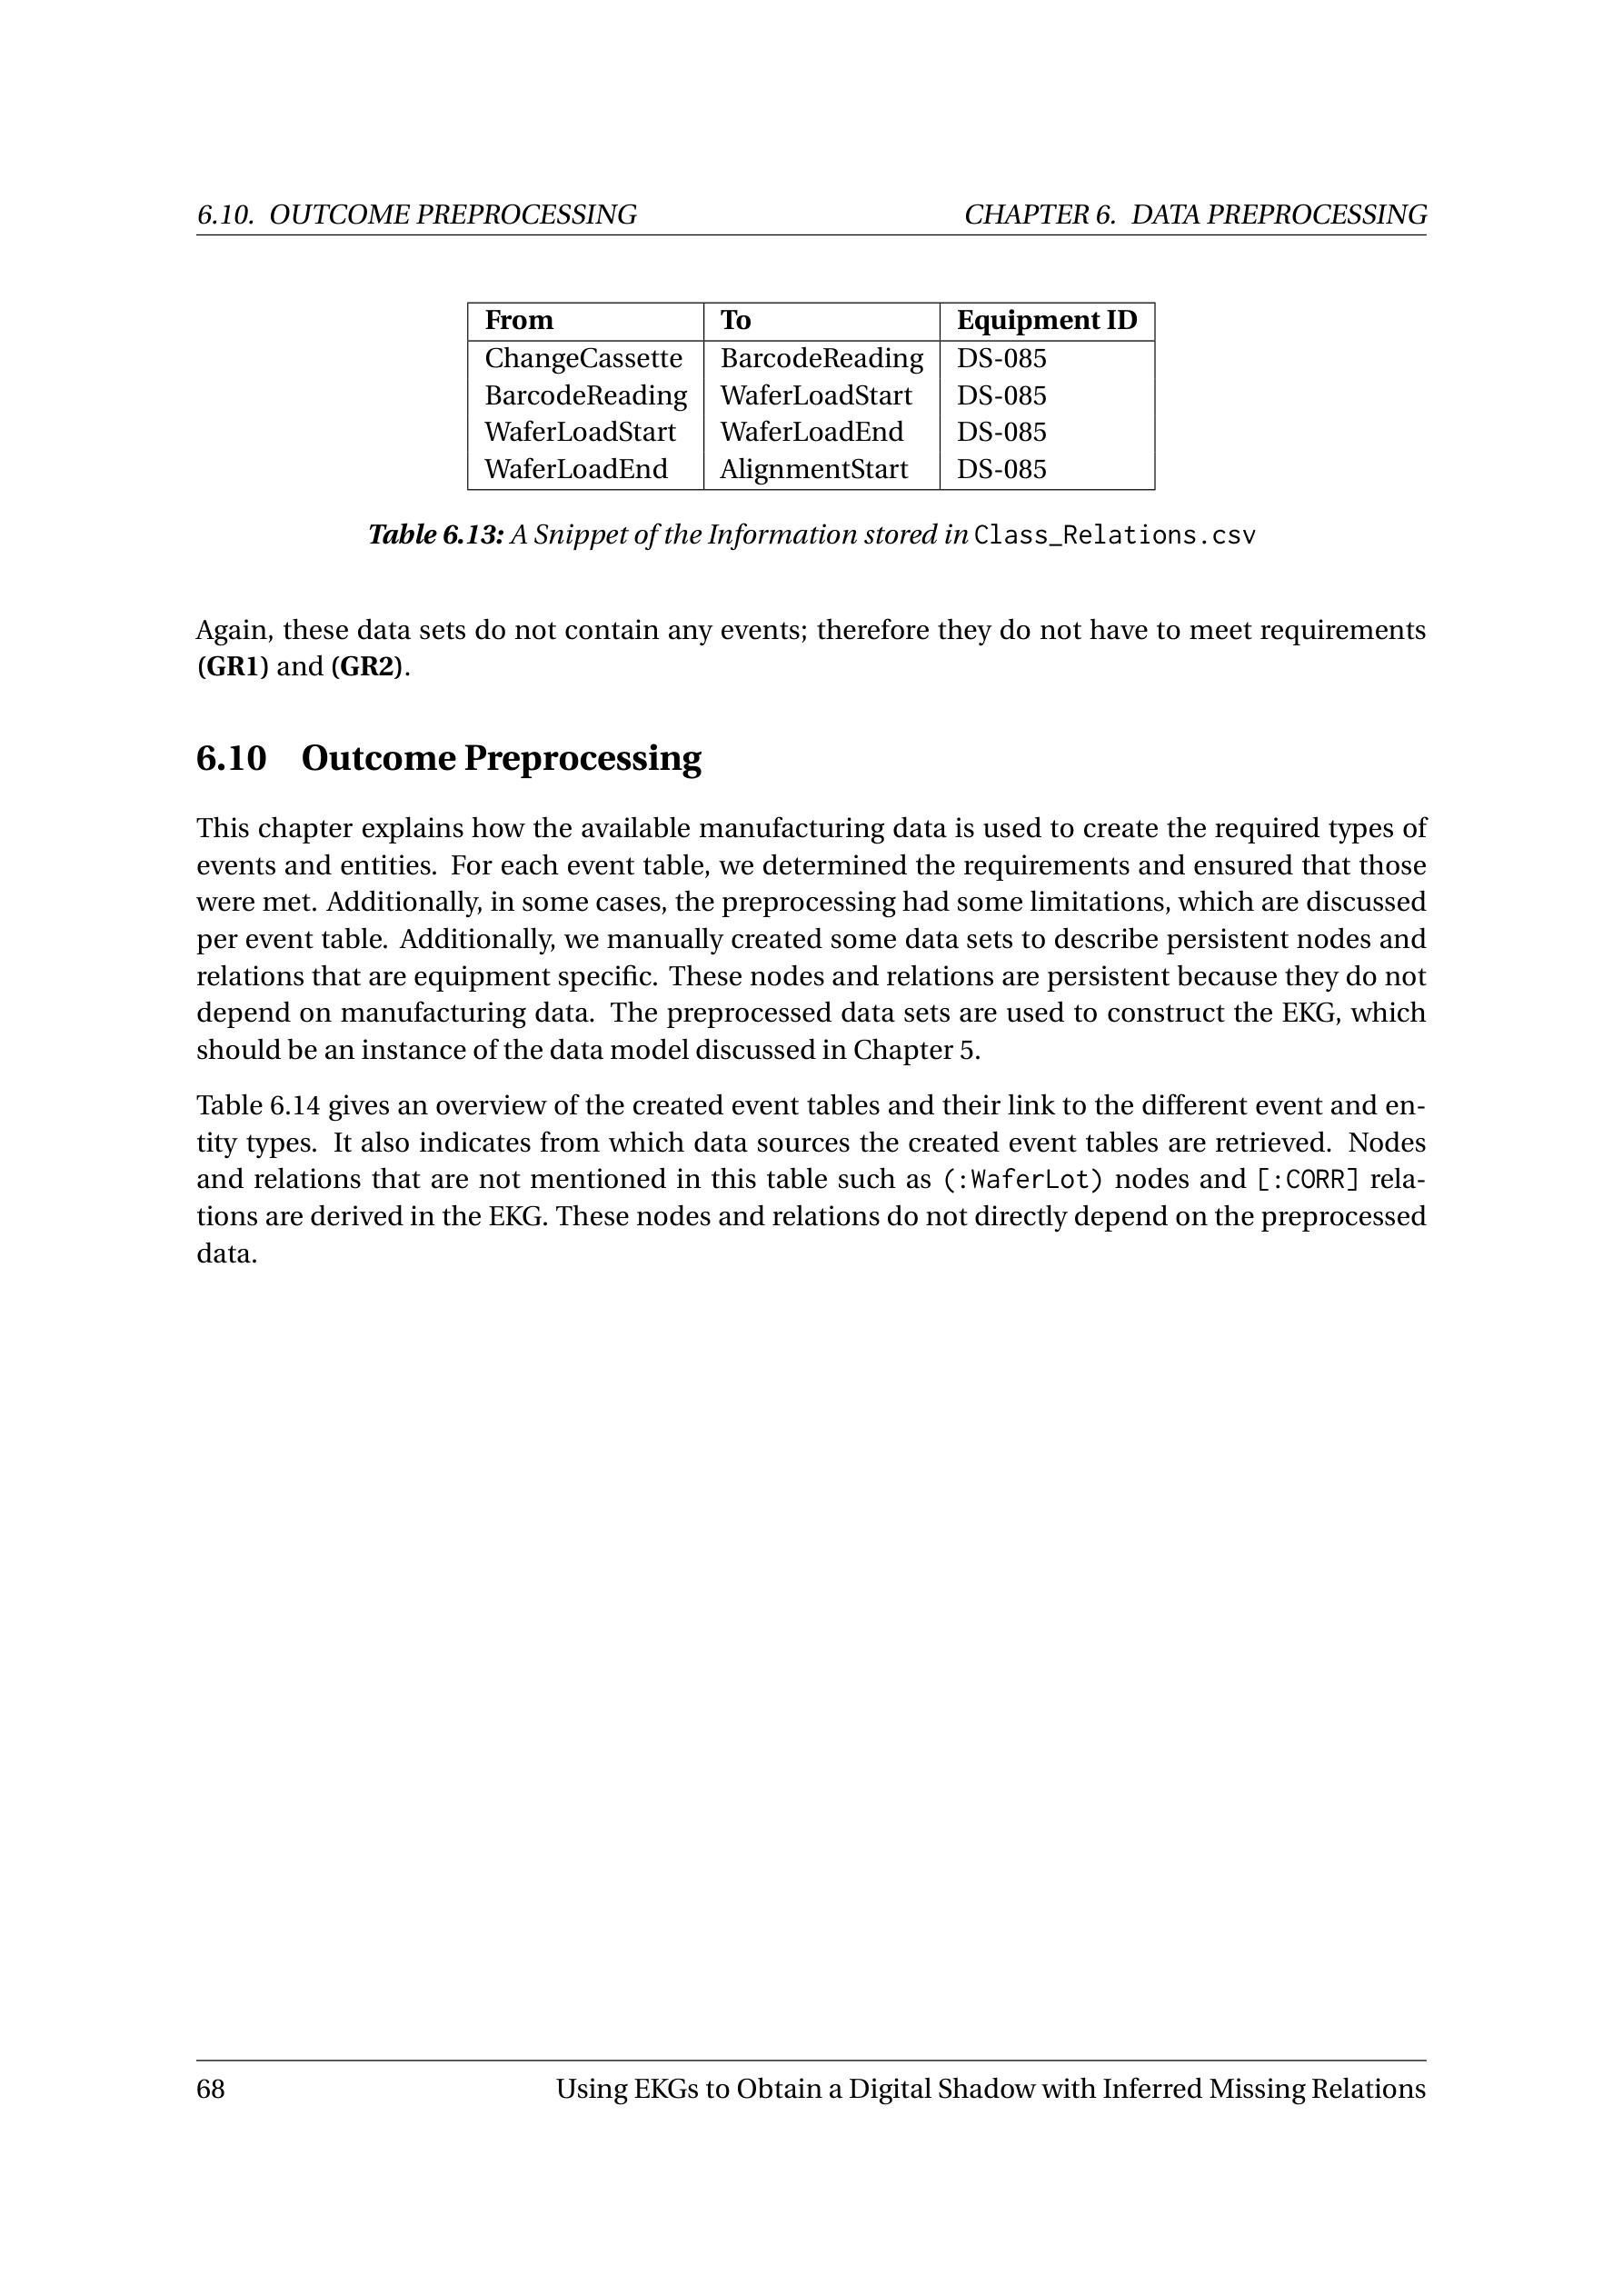 6.10. OUTCOME PREPROCESSING CHAPTER 6. DATA PREPROCESSING
From To Equipment ID
ChangeCassette BarcodeReading DS-085
BarcodeReading WaferLoadStart DS-085
WaferLoadStart WaferLoadEnd DS-085
WaferLoadEnd AlignmentStart DS-085
Table 6.13: A Snippet of the Information stored in Class_Relations.csv
Again, these data sets do not contain any events; therefore they do not have to meet requirements
(GR1) and (GR2).
6.10 Outcome Preprocessing
This chapter explains how the available manufacturing data is used to create the required types of
events and entities. For each event table, we determined the requirements and ensured that those
were met. Additionally, in some cases, the preprocessing had some limitations, which are discussed
per event table. Additionally, we manually created some data sets to describe persistent nodes and
relations that are equipment specific. These nodes and relations are persistent because they do not
depend on manufacturing data. The preprocessed data sets are used to construct the EKG, which
should be an instance of the data model discussed in Chapter 5.
Table 6.14 gives an overview of the created event tables and their link to the different event and en-
tity types. It also indicates from which data sources the created event tables are retrieved. Nodes
and relations that are not mentioned in this table such as (:WaferLot) nodes and [:CORR] rela-
tions are derived in the EKG. These nodes and relations do not directly depend on the preprocessed
data.
68 Using EKGs to Obtain a Digital Shadow with Inferred Missing Relations